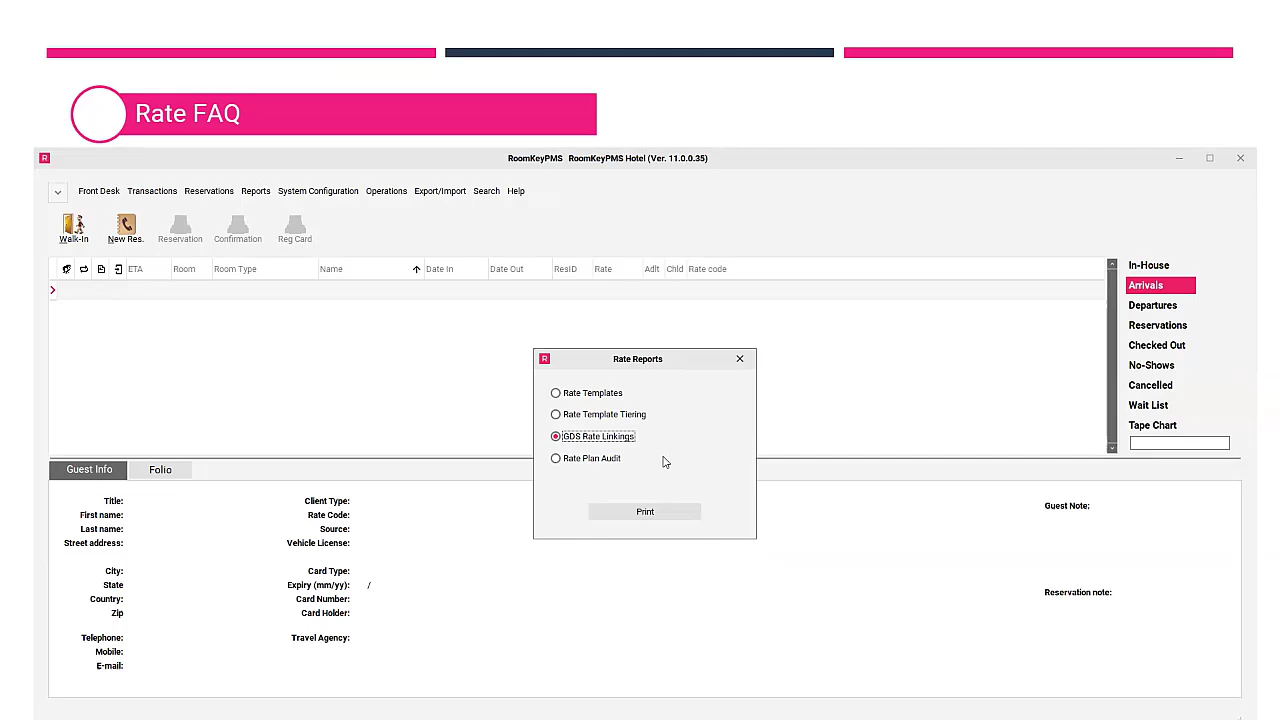 Rate FAQ
R RoomKeyPMS RoomKeyPMS Hotel (Ver. 11.0.0.35)
Front Desk Transactions Reservations Reports System Configuration Operations Export/Import Search Help
Walk-In New Res. Reservation Confirmation Reg Card
ETA Room Room Type Name Date In Date Out ResID Rate Adlt Chld Rate code
In-House
Arrivals
Departures
Reservations
Checked Out
No-Shows
Cancelled
Wait List
Tape Chart
R Rate Reports
Rate Templates
Rate Template Tiering
GDS Rate Linkings
Rate Plan Audit
Print
Guest Info Folio
Title: Client Type:
First name: Rate Code:
Last name: Source:
Street address: Vehicle License:
City: Card Type:
State Expiry (mm/yy): /
Country: Card Number:
Zip Card Holder:
Telephone: Travel Agency:
Mobile:
E-mail:
Guest Note:
Reservation note: